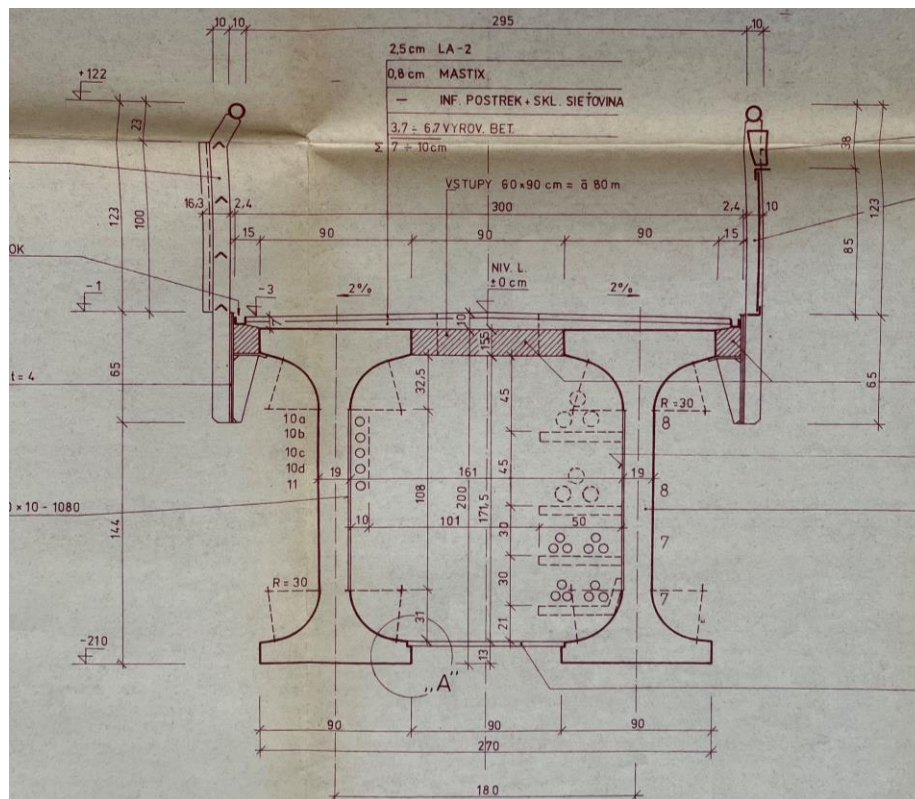 10 10 295 10
2,5 cm LA-2
0,8 cm MASTIX
— INF. POSTREK + SKL. SIEŤOVINA
3,7 ÷ 6,7 VYROV. BET.
Σ 7 ÷ 10 cm
+122
23
38
VSTUPY 60×90 cm = à 80 m
16,3 2,4 300 2,4 10
123 100
85 123
15 90 90 90 15
OK
NIV. L.
±0 cm
-1
-3
2% 2%
7
10
15,5
65
32,5
45
65
t = 4
R = 30
8
10a
10b
10c
10d
11
19 161 19
45
8
108
200
171,5
× 10 - 1080
10 101 50
30
7
144
R = 30
30
7
31
21
-210
13
"A"
90 90 90
270
180